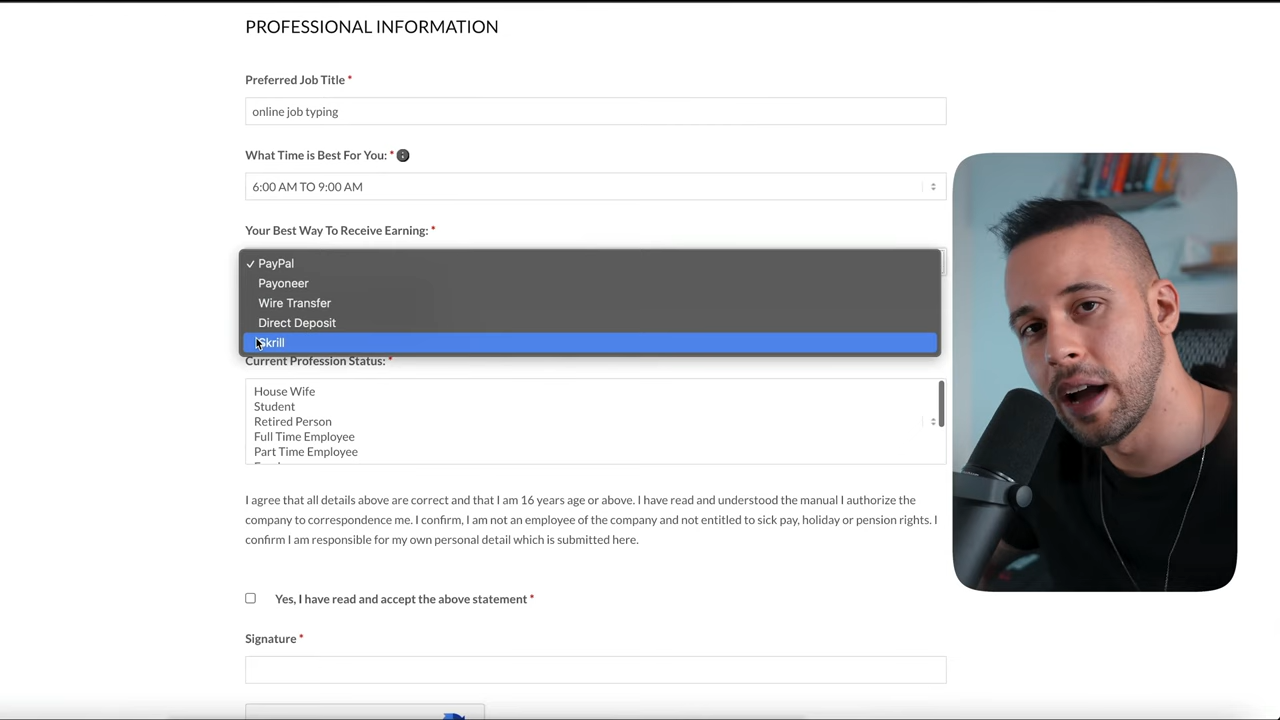 PROFESSIONAL INFORMATION
Preferred Job Title *
online job typing
What Time is Best For You: *
6:00 AM TO 9:00 AM
Your Best Way To Receive Earning: *
✓ PayPal
Payoneer
Wire Transfer
Direct Deposit
Skrill
Current Profession Status: *
House Wife
Student
Retired Person
Full Time Employee
Part Time Employee
I agree that all details above are correct and that I am 16 years age or above. I have read and understood the manual I authorize the
company to correspondence me. I confirm, I am not an employee of the company and not entitled to sick pay, holiday or pension rights. I
confirm I am responsible for my own personal detail which is submitted here.
Yes, I have read and accept the above statement *
Signature *